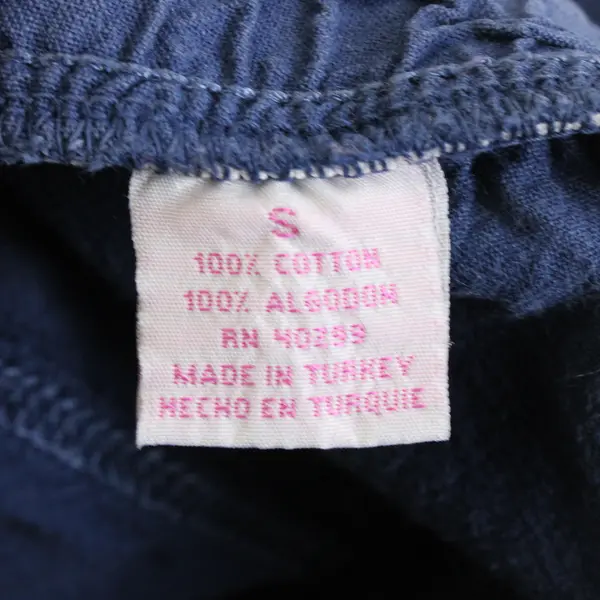 S
100% COTTON
100% ALGODON
RN 40299
MADE IN TURKEY
HECHO EN TURQUIE